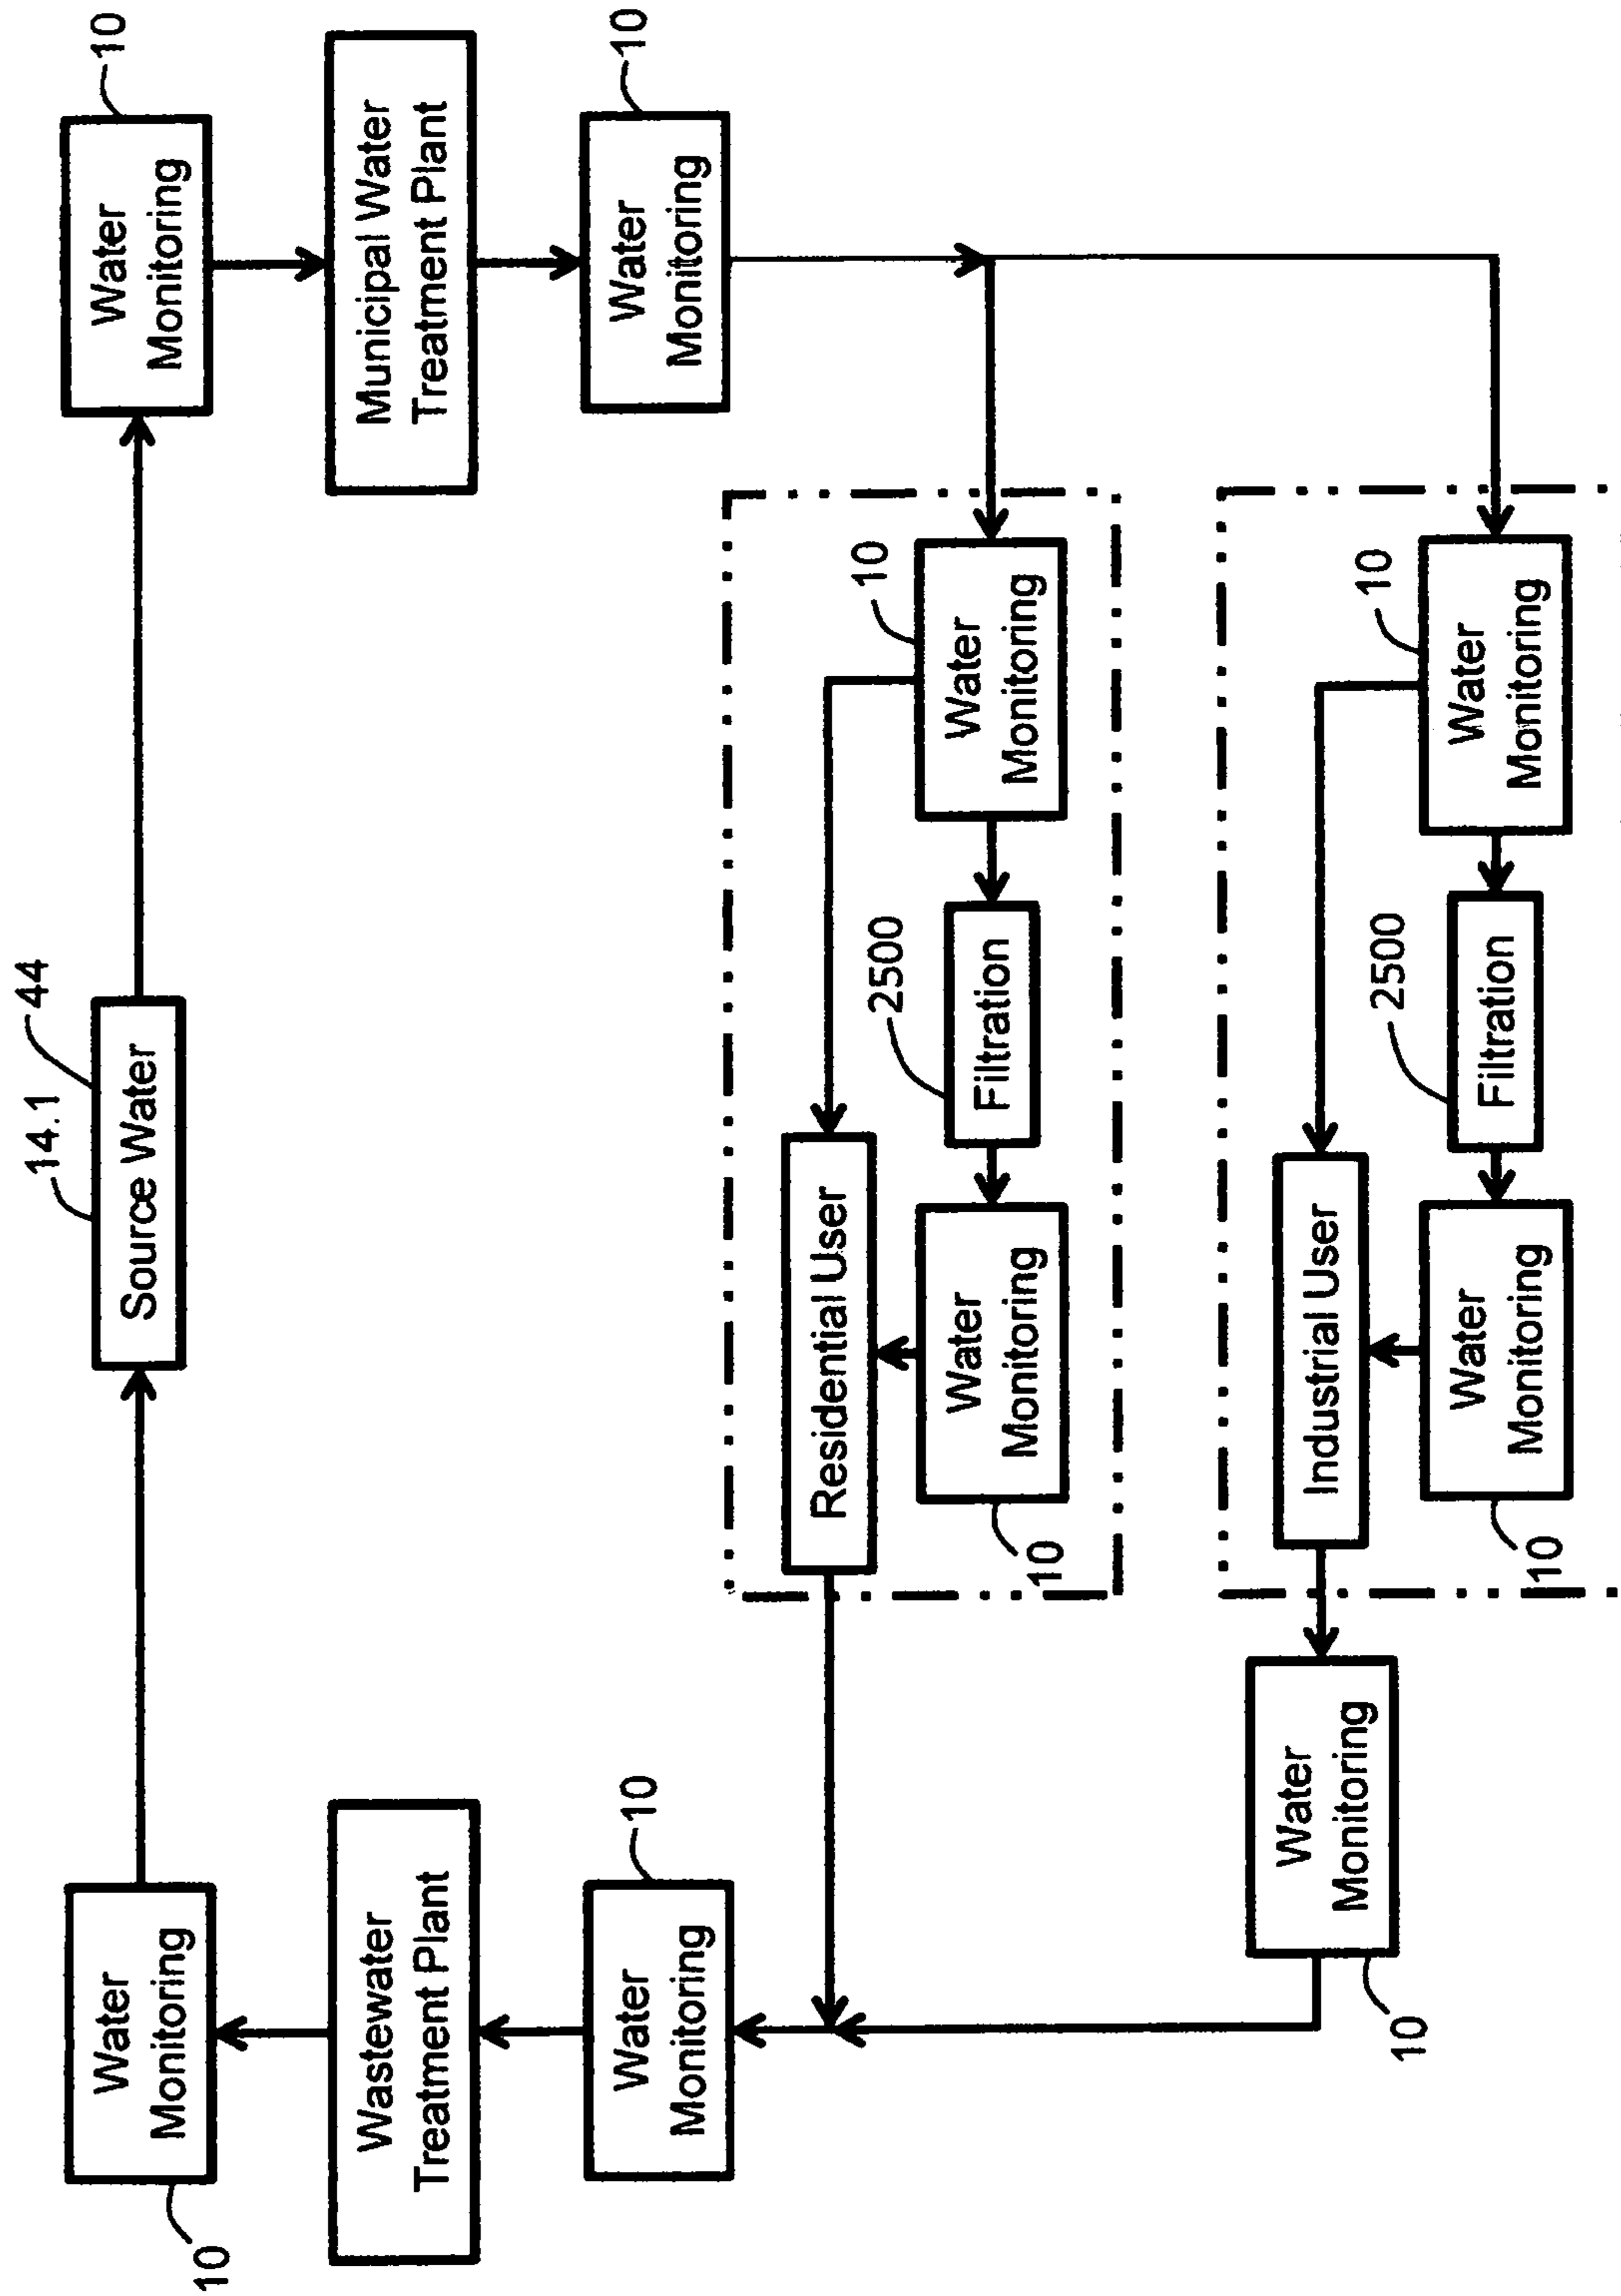 14.1
44
Source Water
10
Water
Monitoring
Water
Monitoring
10
Wastewater
Treatment Plant
Municipal Water
Treatment Plant
10
Water
Monitoring
Water
Monitoring
10
Residential User
10
Water
Monitoring
2500
Filtration
Water
Monitoring
10
Industrial User
10
Water
Monitoring
10
Water
Monitoring
2500
Filtration
Water
Monitoring
10